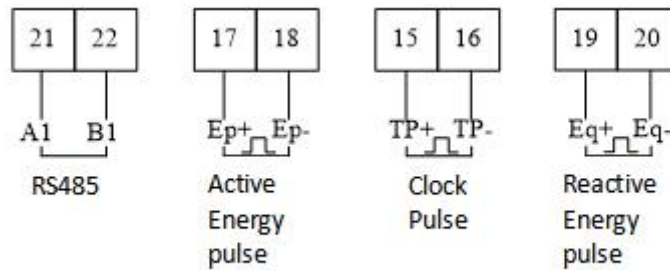 21 22 17 18 15 16 19 20
A1 B1 Ep+ Ep- TP+ TP- Eq+ Eq-
RS485 Active Clock Reactive
Energy Pulse Energy
pulse pulse